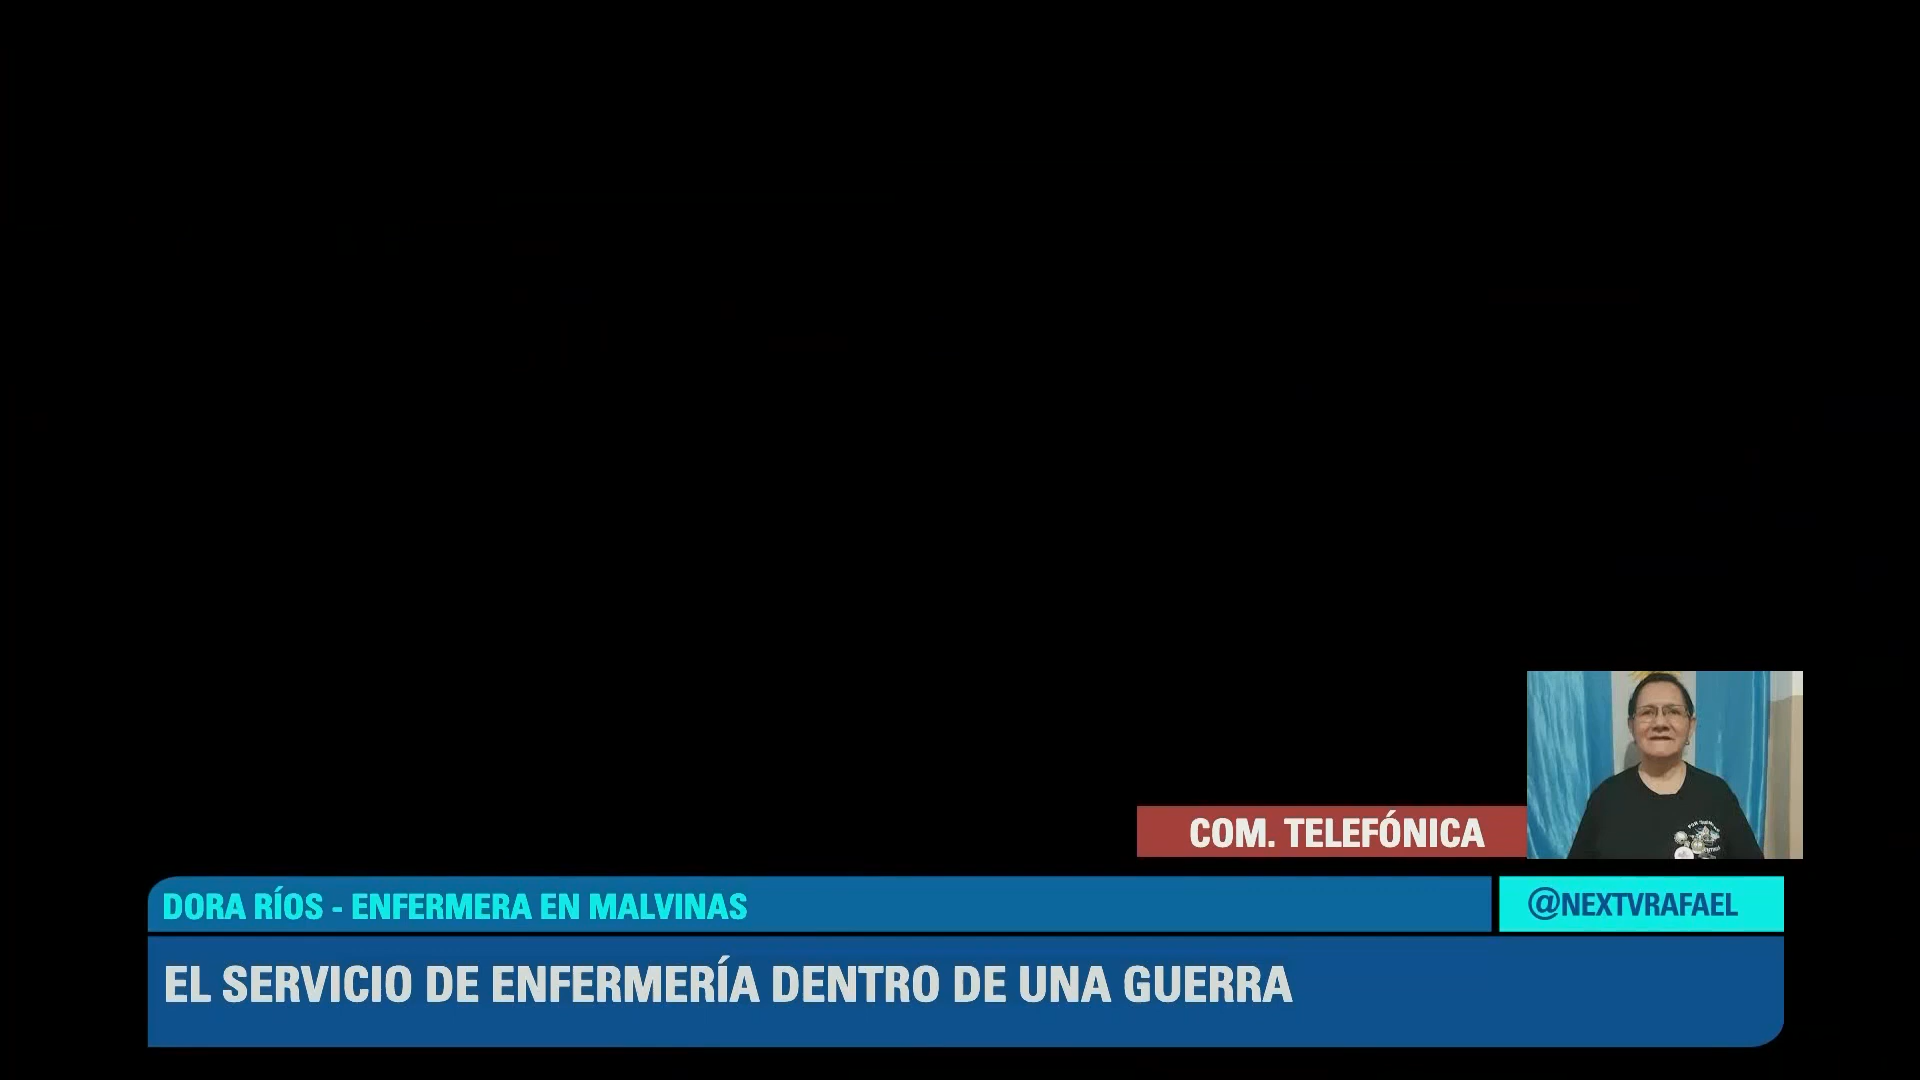 COM. TELEFÓNICA
DORA RÍOS - ENFERMERA EN MALVINAS
@NEXTVRAFAEL
EL SERVICIO DE ENFERMERÍA DENTRO DE UNA GUERRA